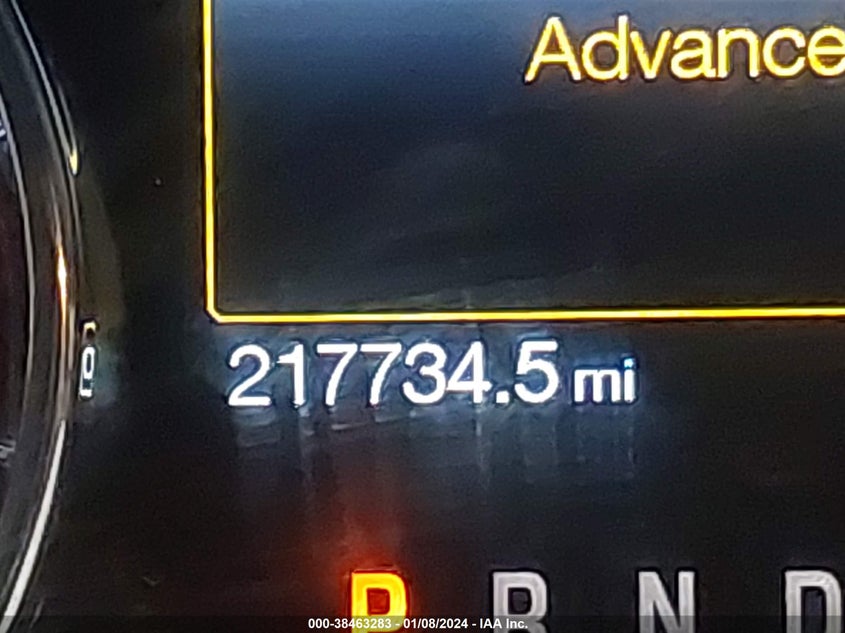 Advance
217734.5 mi
P R N D
000-38463283 - 01/08/2024 - IAA Inc.